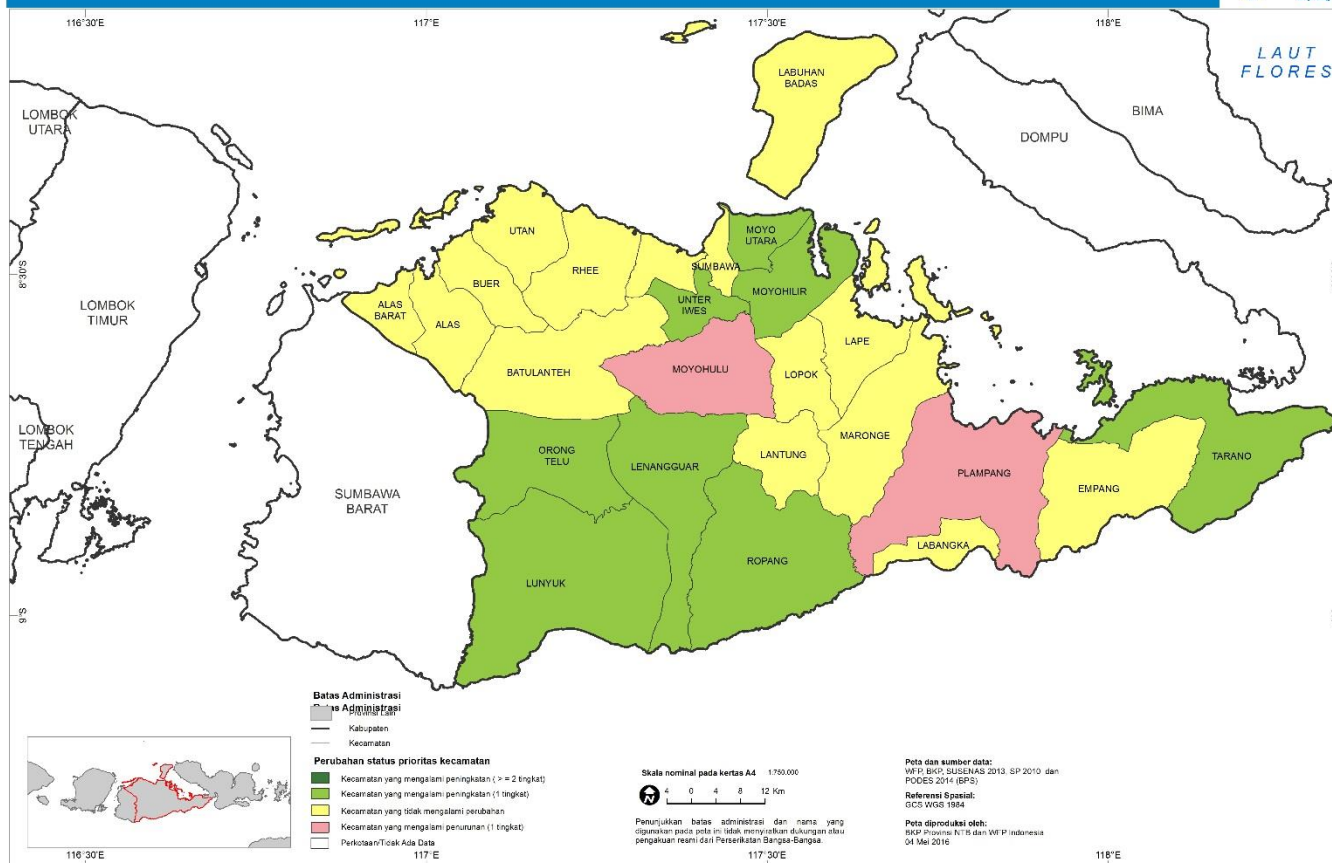 116°30'E
117°E
117°30'E
118°E
LAUT
FLORES
LABUHAN
BADAS
LOMBOK
UTARA
BIMA
DOMPU
UTAN
MOYO
UTARA
8°30'S
8°30'S
RHEE
SUMBAWA
BUER
MOYOHILIR
UNTER
IWES
LOMBOK
TIMUR
ALAS
BARAT
ALAS
LAPE
BATULANTEH
MOYOHULU
LOPOK
LOMBOK
TENGAH
MARONGE
ORONG
TELU
LENANGGUAR
LANTUNG
TARANO
PLAMPANG
EMPANG
SUMBAWA
BARAT
LABANGKA
ROPANG
LUNYUK
9°S
Batas Administrasi
Batas Administrasi
Provinsi Lain
Kabupaten
Kecamatan
Perubahan status prioritas kecamatan
Kecamatan yang mengalami peningkatan ( > = 2 tingkat)
Kecamatan yang mengalami peningkatan (1 tingkat)
Kecamatan yang tidak mengalami perubahan
Kecamatan yang mengalami penurunan (1 tingkat)
Perkotaan/Tidak Ada Data
Skala nominal pada kertas A4 1:750.000
4 0 4 8 12 Km
Penunjukkan batas administrasi dan nama yang
digunakan pada peta ini tidak menyiratkan dukungan atau
pengakuan resmi dari Perserikatan Bangsa-Bangsa.
Peta dan sumber data:
WFP, BKP, SUSENAS 2013, SP 2010 dan
PODES 2014 (BPS)
Referensi Spasial:
GCS WGS 1984
Peta diproduksi oleh:
BKP Provinsi NTB dan WFP Indonesia
04 Mei 2016
116°30'E
117°E
117°30'E
118°E